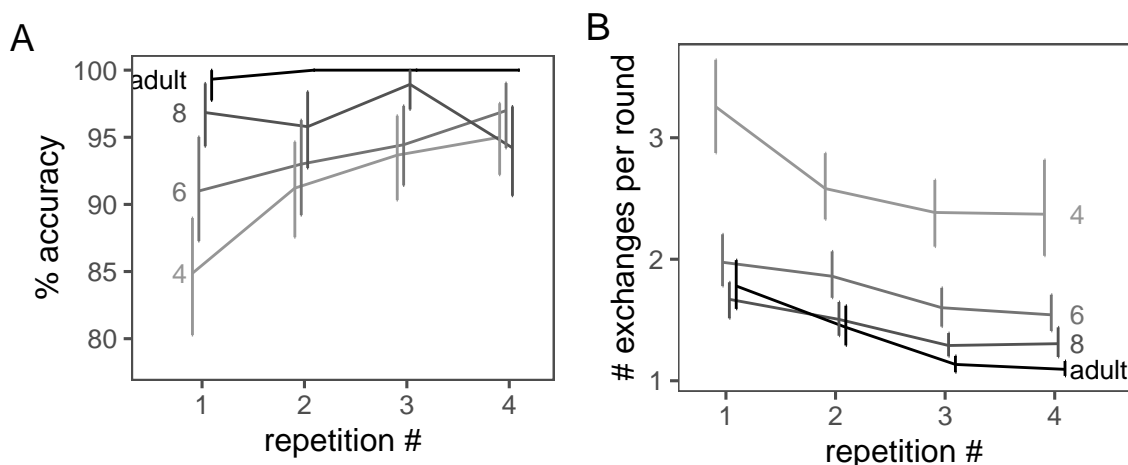 A
% accuracy
100
95
90
85
80
adult
8
6
4
1 2 3 4
repetition #
B
# exchanges per round
3
2
1
4
6
8
adult
1 2 3 4
repetition #